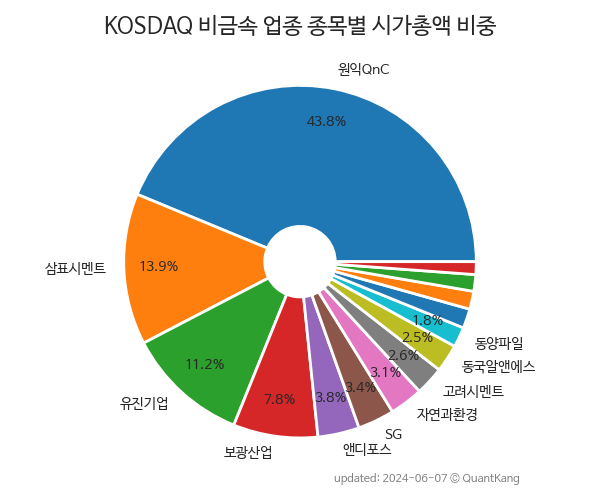 KOSDAQ 비금속 업종 종목별 시가총액 비중
원익QnC
43.8%
삼표시멘트
13.9%
유진기업
11.2%
보광산업
7.8%
앤디포스
3.8%
SG
3.4%
자연과환경
3.1%
고려시멘트
2.6%
동국알앤에스
2.5%
동양파일
1.8%
updated: 2024-06-07 © QuantKang